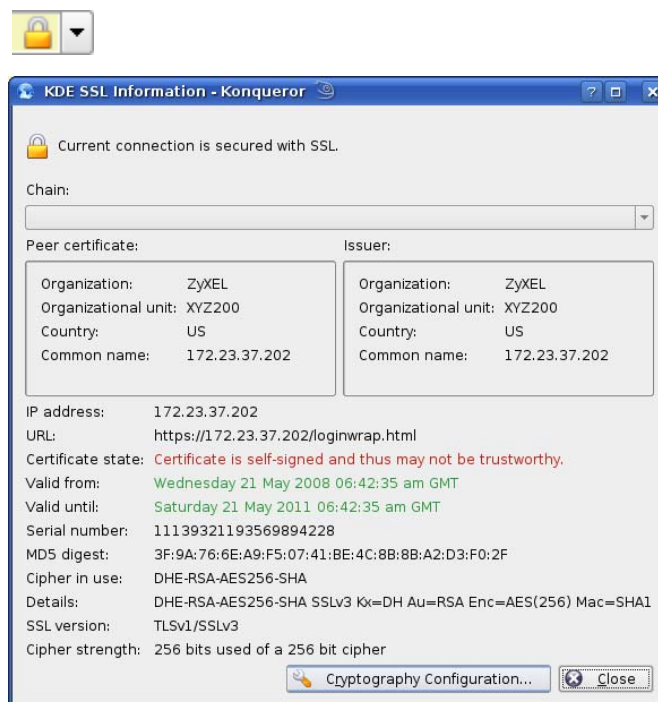 KDE SSL Information - Konqueror
Current connection is secured with SSL.
Chain:
Peer certificate:
Organization: ZyXEL
Organizational unit: XYZ200
Country: US
Common name: 172.23.37.202
Issuer:
Organization: ZyXEL
Organizational unit: XYZ200
Country: US
Common name: 172.23.37.202
IP address: 172.23.37.202
URL: https://172.23.37.202/loginwrap.html
Certificate state: Certificate is self-signed and thus may not be trustworthy.
Valid from: Wednesday 21 May 2008 06:42:35 am GMT
Valid until: Saturday 21 May 2011 06:42:35 am GMT
Serial number: 11139321193569894228
MD5 digest: 3F:9A:76:6E:A9:F5:07:41:BE:4C:8B:8B:A2:D3:F0:2F
Cipher in use: DHE-RSA-AES256-SHA
Details: DHE-RSA-AES256-SHA SSLv3 Kx=DH Au=RSA Enc=AES(256) Mac=SHA1
SSL version: TLSv1/SSLv3
Cipher strength: 256 bits used of a 256 bit cipher
Cryptography Configuration...
Close